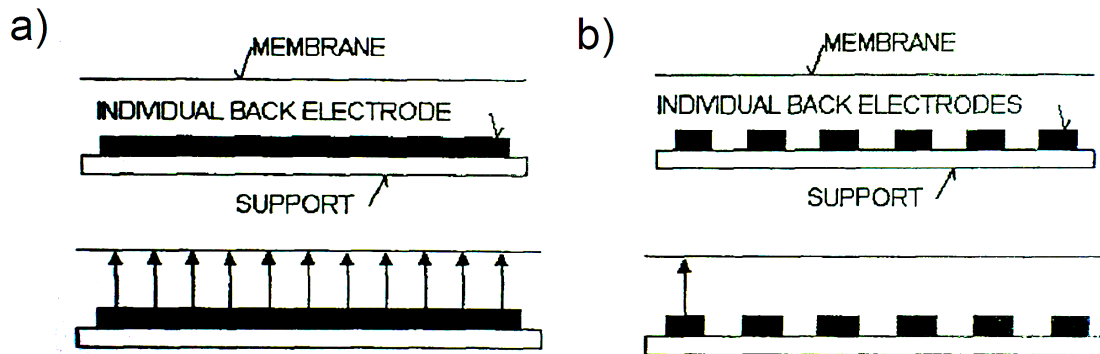 a)
MEMBRANE
INDIVIDUAL BACK ELECTRODE
SUPPORT
b)
MEMBRANE
INDIVIDUAL BACK ELECTRODES
SUPPORT